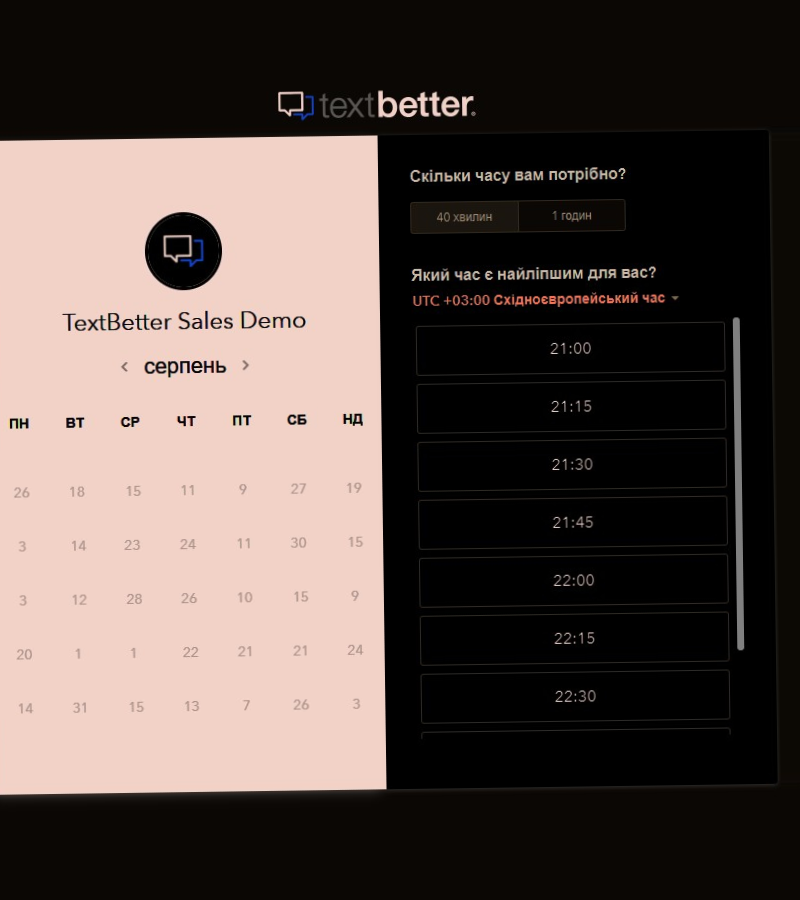 textbetter.
TextBetter Sales Demo
серпень
ПН ВТ СР ЧТ ПТ СБ НД
26 18 15 11 9 27 19
3 14 23 24 11 30 15
3 12 28 26 10 15 9
20 1 1 22 21 21 24
14 31 15 13 7 26 3
Скільки часу вам потрібно?
40 хвилин 1 годин
Який час є найліпшим для вас?
UTC +03:00 Східноєвропейський час
21:00
21:15
21:30
21:45
22:00
22:15
22:30